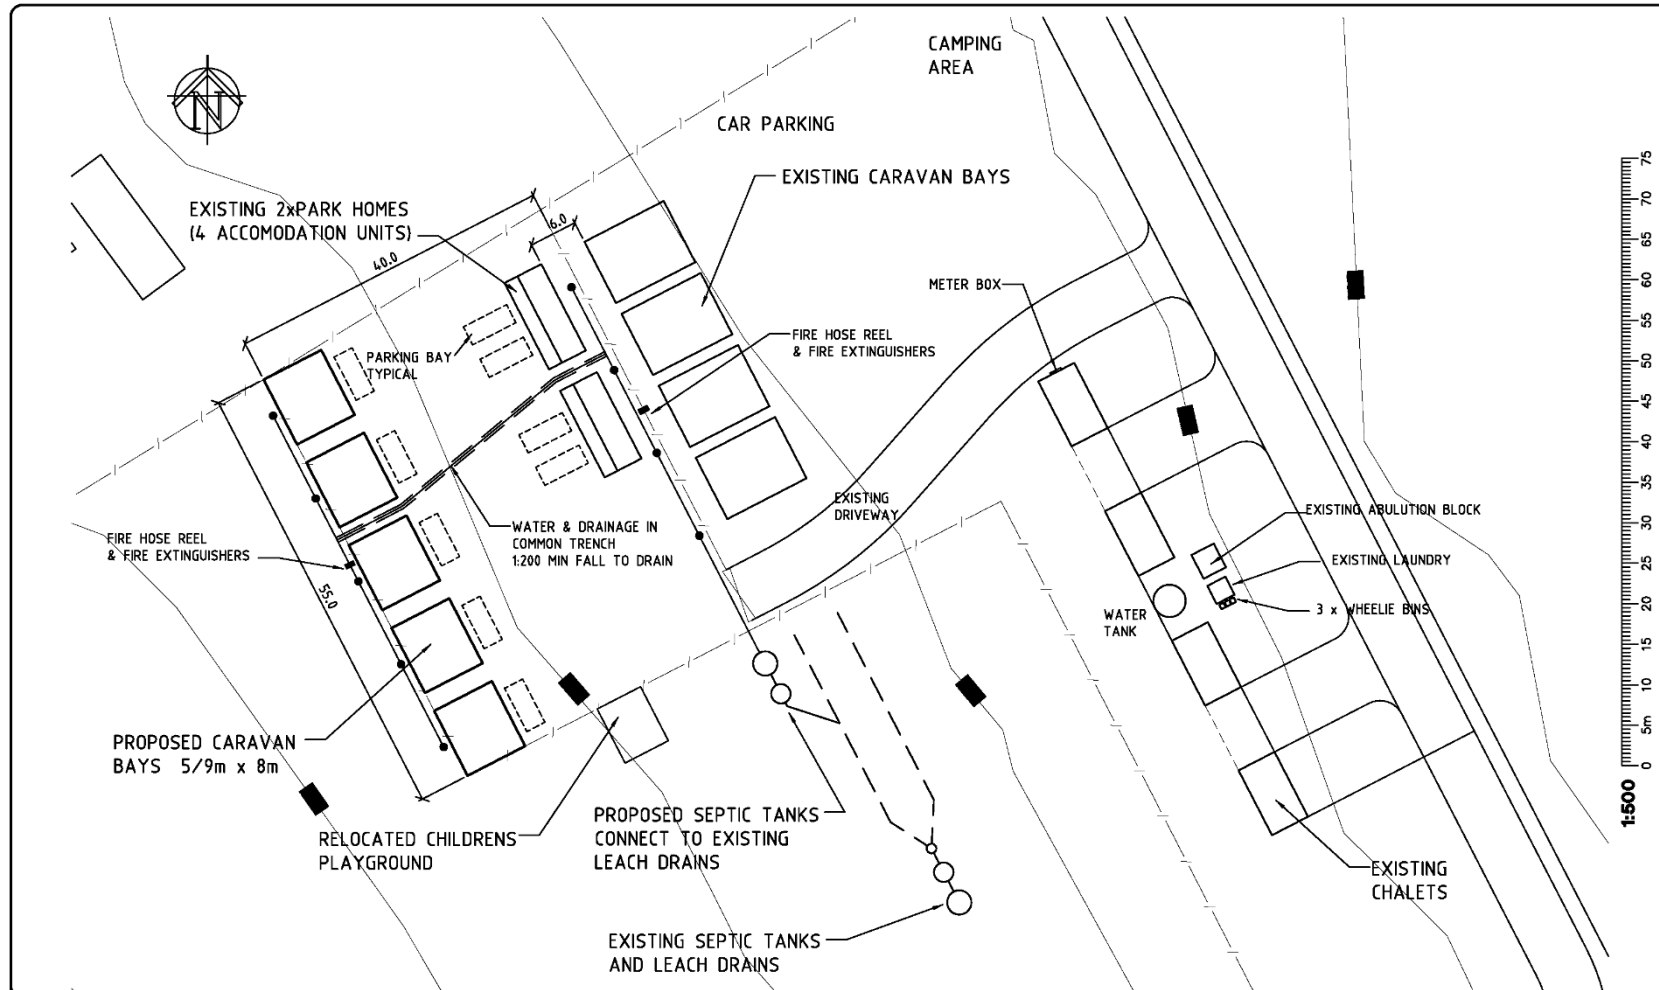 N
CAMPING
AREA
CAR PARKING
EXISTING CARAVAN BAYS
EXISTING 2xPARK HOMES
(4 ACCOMODATION UNITS)
6.0
40.0
METER BOX
FIRE HOSE REEL
& FIRE EXTINGUISHERS
PARKING BAY
TYPICAL
EXISTING
DRIVEWAY
EXISTING ABULUTION BLOCK
WATER & DRAINAGE IN
COMMON TRENCH
1:200 MIN FALL TO DRAIN
FIRE HOSE REEL
& FIRE EXTINGUISHERS
EXISTING LAUNDRY
55.0
3 x WHEELIE BINS
WATER
TANK
PROPOSED CARAVAN
BAYS 5/9m x 8m
RELOCATED CHILDRENS
PLAYGROUND
PROPOSED SEPTIC TANKS
CONNECT TO EXISTING
LEACH DRAINS
EXISTING
CHALETS
EXISTING SEPTIC TANKS
AND LEACH DRAINS
75
70
65
60
55
50
45
40
35
30
25
20
15
10
5m
0
1:500